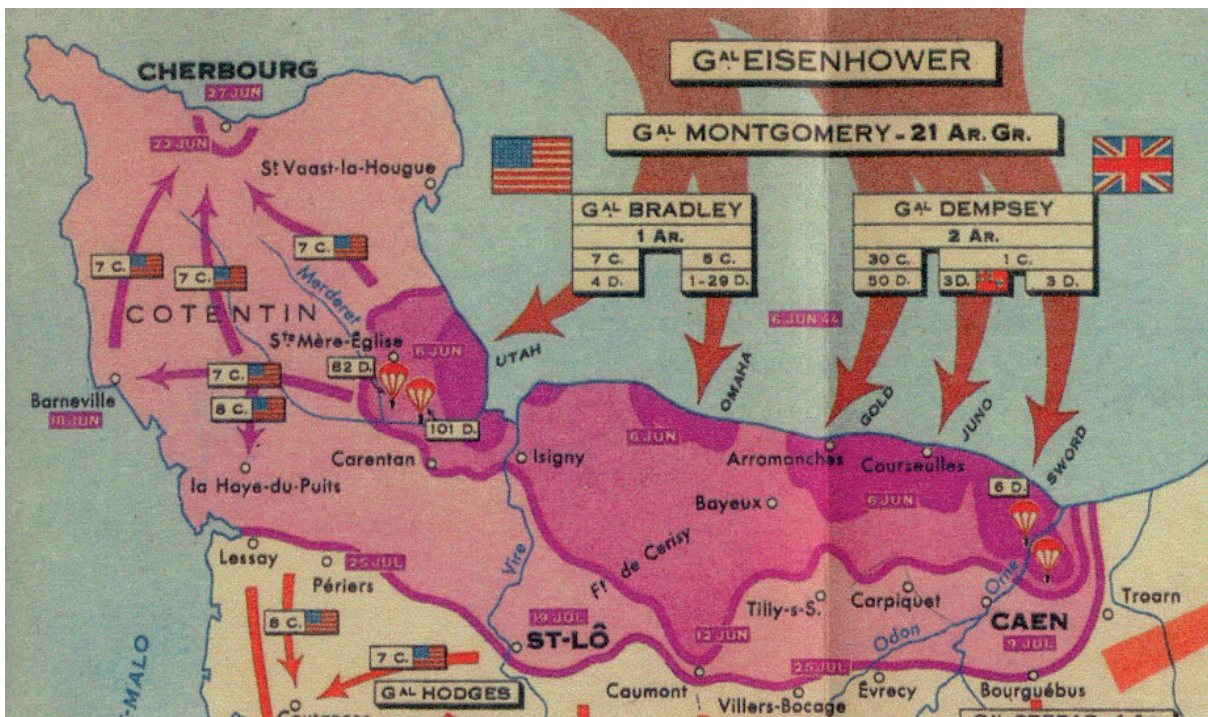 GAL EISENHOWER
CHERBOURG
27 JUN
GAL MONTGOMERY - 21 AR. GR.
22 JUN
St Vaast-la-Hougue
GAL BRADLEY
1 AR.
7 C.
5 C.
4 D.
1-29 D.
GAL DEMPSEY
2 AR.
30 C.
1 C.
50 D.
3 D.
3 D.
7 C.
7 C.
7 C.
Merderet
COTENTIN
6 JUN 44
Ste Mère-Église
6 JUN
UTAH
82 D.
OMAHA
GOLD
JUNO
SWORD
7 C.
Barneville
18 JUN
8 C.
101 D.
6 JUN
Carentan
Isigny
Arromanches
Courseulles
la Haye-du-Puits
Bayeux
6 JUN
6 D.
Lessay
25 JUL
Périers
Vire
Ft de Cerisy
Tilly-s-S.
Carpiquet
Orne
Troarn
8 C.
19 JUL
ST-LÔ
12 JUN
Odon
CAEN
9 JUL
7 C.
25 JUL
GAL HODGES
Caumont
Villers-Bocage
Évrecy
Bourguébus
-MALO